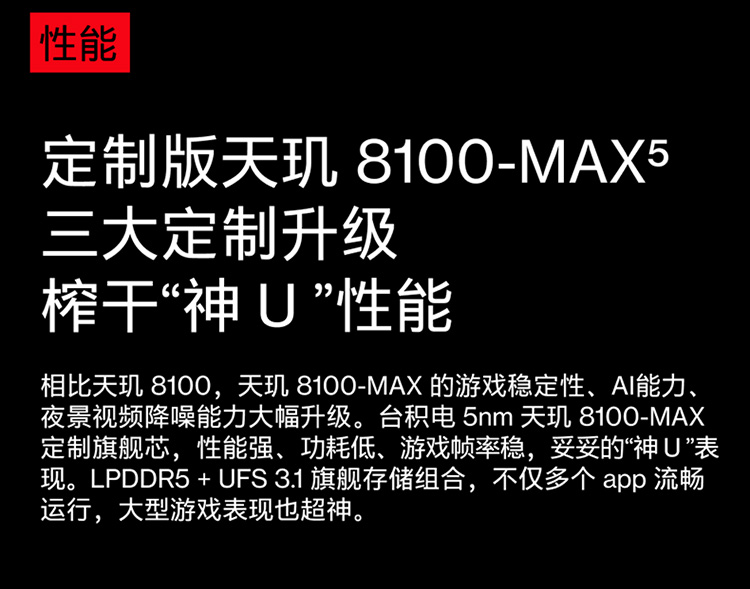 性能
定制版天玑 8100-MAX⁵
三大定制升级
榨干“神 U ”性能
相比天玑 8100，天玑 8100-MAX 的游戏稳定性、AI能力、
夜景视频降噪能力大幅升级。台积电 5nm 天玑 8100-MAX
定制旗舰芯，性能强、功耗低、游戏帧率稳，妥妥的“神 U ”表
现。LPDDR5 + UFS 3.1 旗舰存储组合，不仅多个 app 流畅
运行，大型游戏表现也超神。